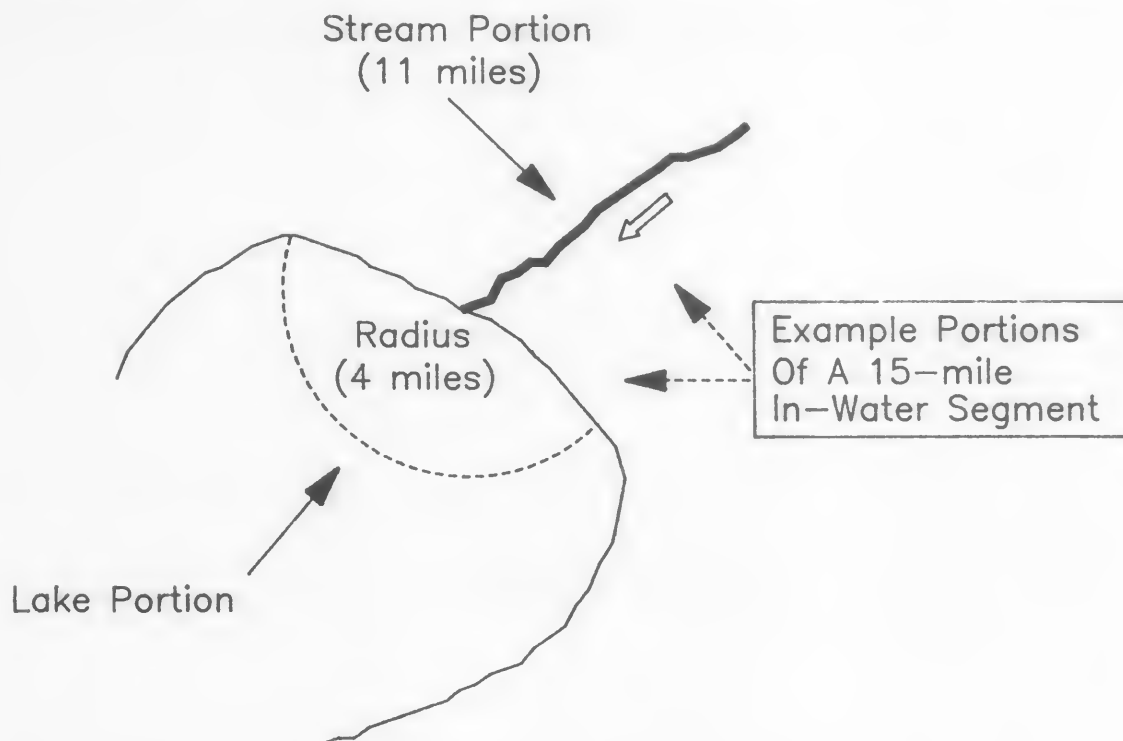 Stream Portion
(11 miles)
Radius
(4 miles)
Example Portions
Of A 15-mile
In-Water Segment
Lake Portion